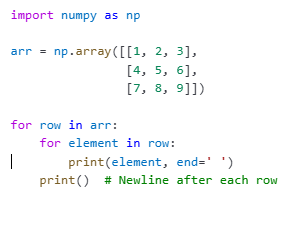 import numpy as np
arr = np.array([[1, 2, 3],
                [4, 5, 6],
                [7, 8, 9]])
for row in arr:
    for element in row:
        print(element, end=' ')
    print()  # Newline after each row